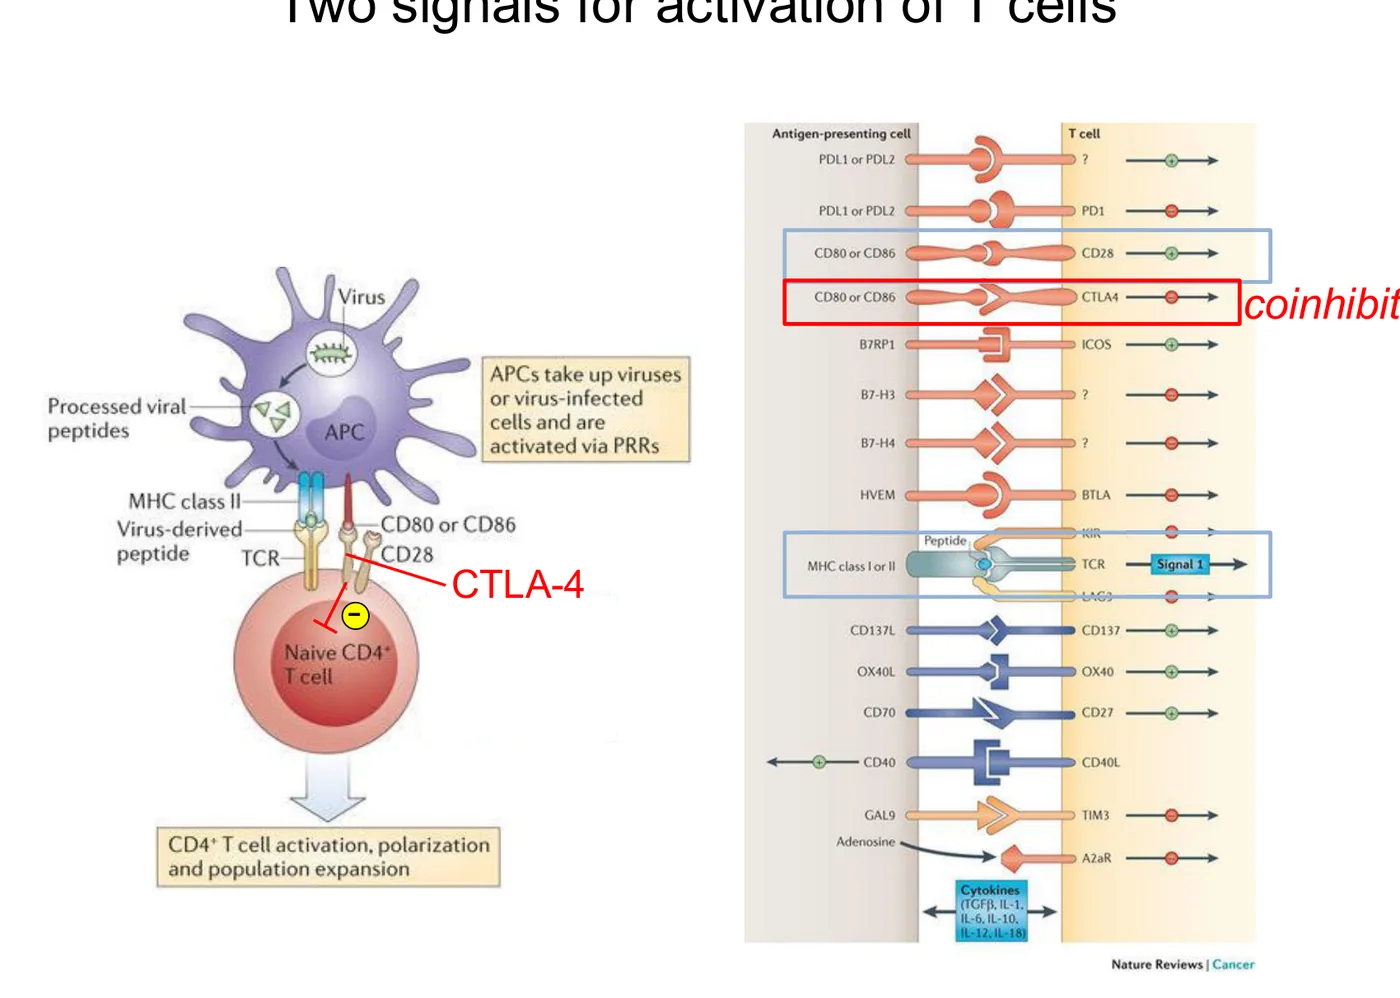 Two signals for activation of T cells
Virus
Processed viral
peptides
APC
APCs take up viruses
or virus-infected
cells and are
activated via PRRs
MHC class II
Virus-derived
peptide
TCR
CD80 or CD86
CD28
CTLA-4
−
Naive CD4⁺
T cell
CD4⁺ T cell activation, polarization
and population expansion
Antigen-presenting cell
T cell
PDL1 or PDL2
?
+
PDL1 or PDL2
PD1
−
CD80 or CD86
CD28
+
CD80 or CD86
CTLA4
−
coinhibit
B7RP1
ICOS
+
B7-H3
?
−
B7-H4
?
−
HVEM
BTLA
−
KIR
−
Peptide
MHC class I or II
TCR
Signal 1
LAG3
−
CD137L
CD137
+
OX40L
OX40
+
CD70
CD27
+
+
CD40
CD40L
GAL9
TIM3
−
Adenosine
A2aR
−
Cytokines
(TGFβ, IL-1,
IL-6, IL-10,
IL-12, IL-18)
Nature Reviews | Cancer